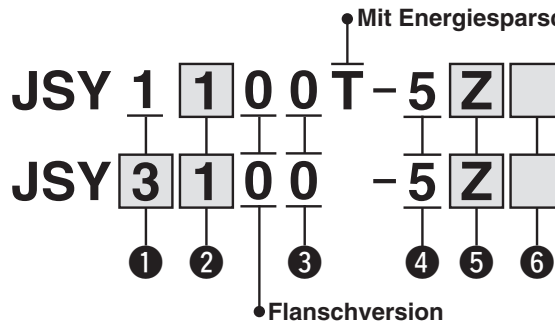 Mit Energiespars
JSY 1 1 0 0 T - 5 Z
JSY 3 1 0 0 - 5 Z
1 2 3 4 5 6
Flanschversion